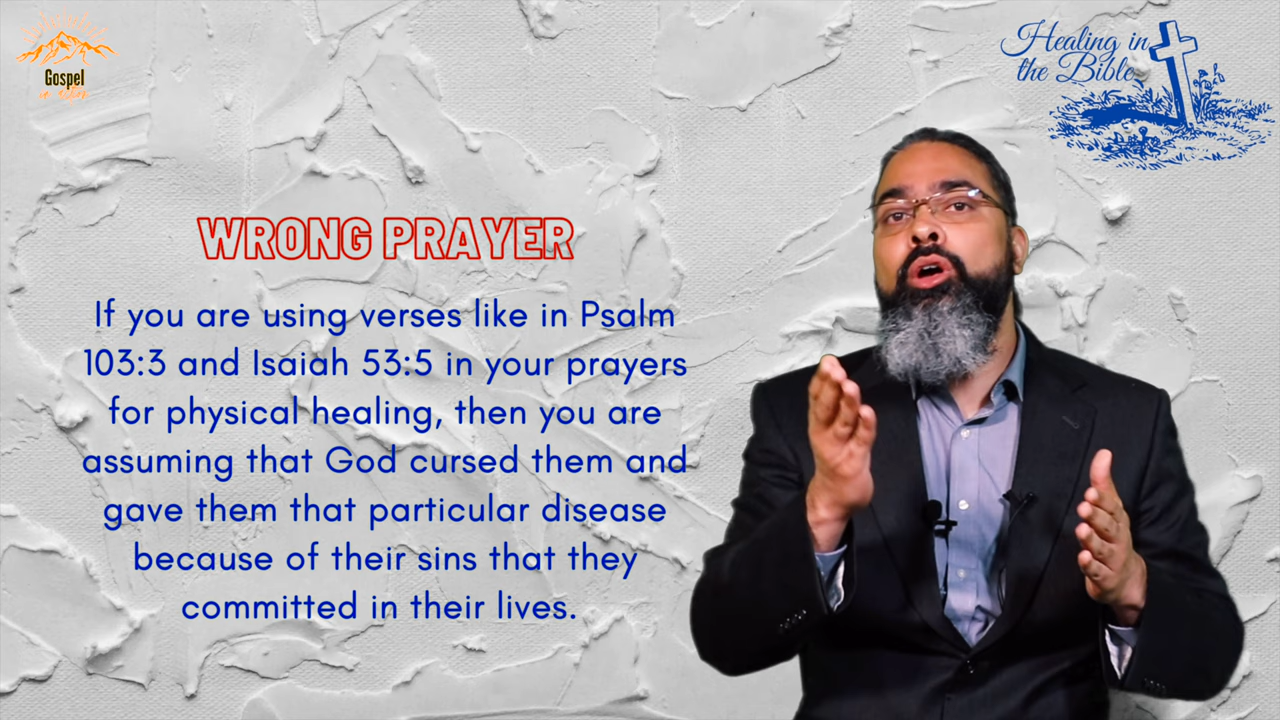 Gospel
in action
Healing in
the Bible
WRONG PRAYER
If you are using verses like in Psalm
103:3 and Isaiah 53:5 in your prayers
for physical healing, then you are
assuming that God cursed them and
gave them that particular disease
because of their sins that they
committed in their lives.